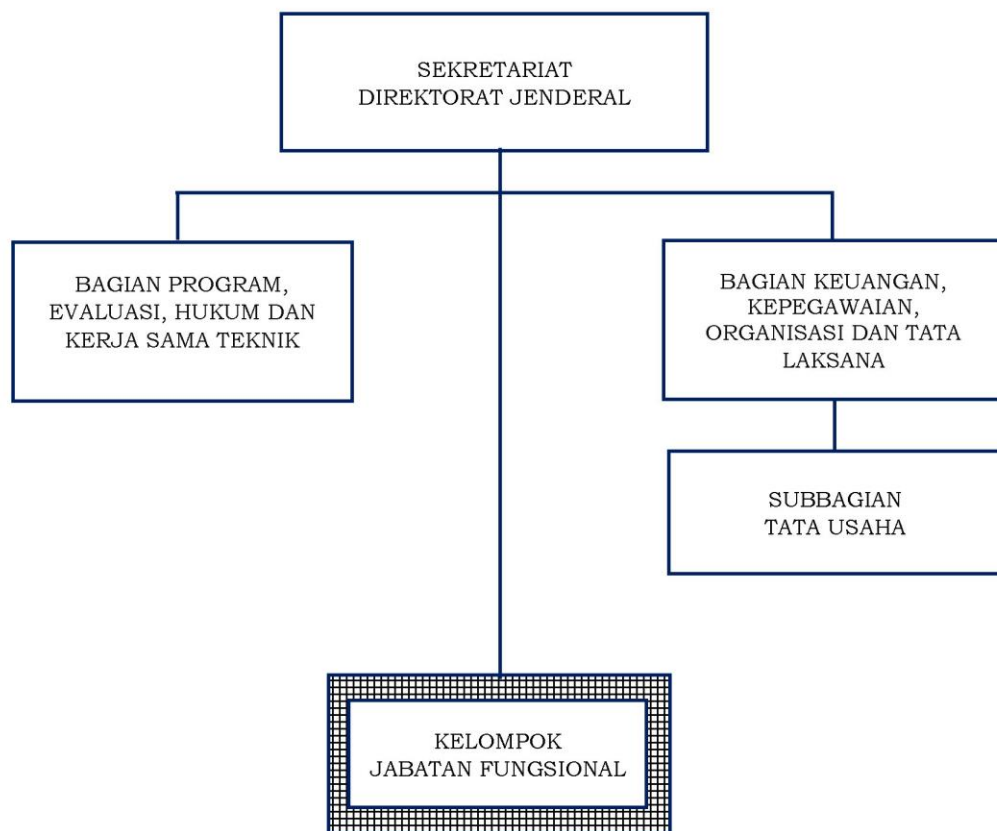 SEKRETARIAT
DIREKTORAT JENDERAL
BAGIAN PROGRAM,
EVALUASI, HUKUM DAN
KERJA SAMA TEKNIK
BAGIAN KEUANGAN,
KEPEGAWAIAN,
ORGANISASI DAN TATA
LAKSANA
SUBBAGIAN
TATA USAHA
KELOMPOK
JABATAN FUNGSIONAL